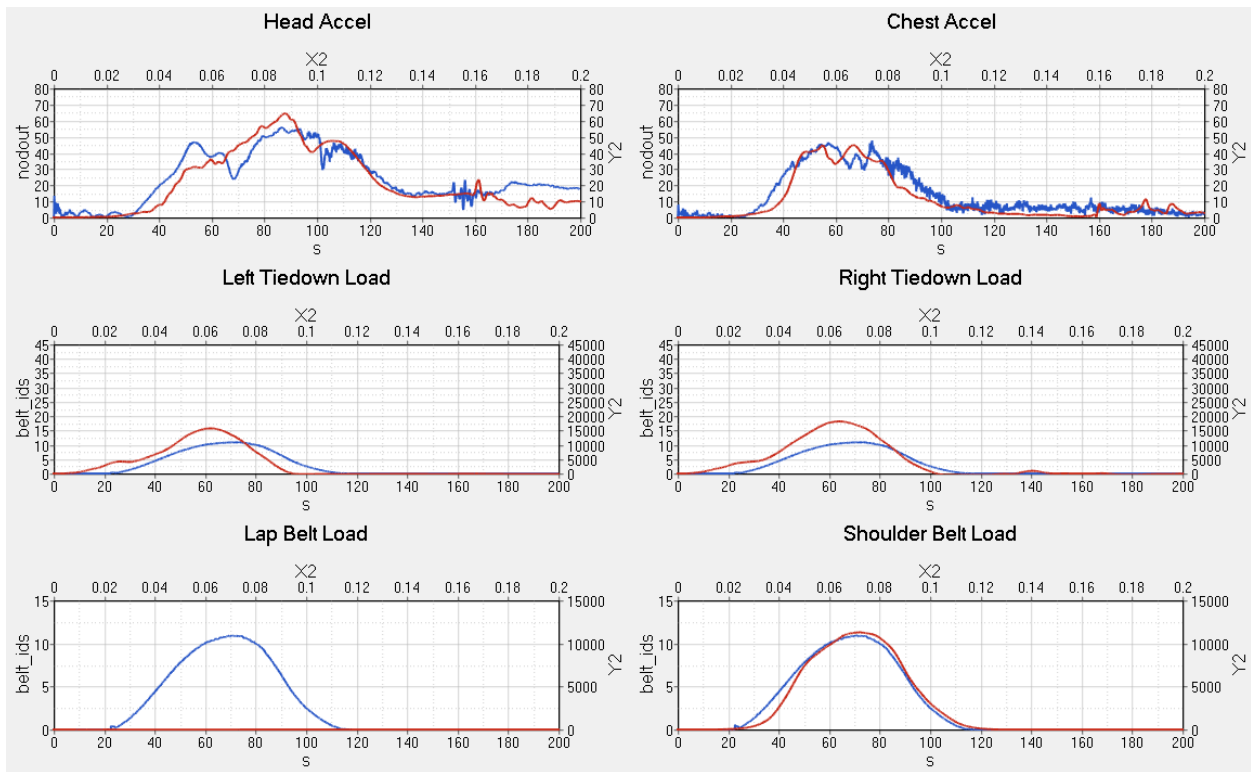 Head Accel
X2
0 0.02 0.04 0.06 0.08 0.1 0.12 0.14 0.16 0.18 0.2
80 80
70 70
60 60
50 50
40 40
30 30
20 20
10 10
0 0
nodout
Y2
0 20 40 60 80 100 120 140 160 180 200
s
Chest Accel
X2
0 0.02 0.04 0.06 0.08 0.1 0.12 0.14 0.16 0.18 0.2
80 80
70 70
60 60
50 50
40 40
30 30
20 20
10 10
0 0
nodout
Y2
0 20 40 60 80 100 120 140 160 180 200
s
Left Tiedown Load
X2
0 0.02 0.04 0.06 0.08 0.1 0.12 0.14 0.16 0.18 0.2
45 45000
40 40000
35 35000
30 30000
25 25000
20 20000
15 15000
10 10000
5 5000
0 0
belt_ids
Y2
0 20 40 60 80 100 120 140 160 180 200
s
Right Tiedown Load
X2
0 0.02 0.04 0.06 0.08 0.1 0.12 0.14 0.16 0.18 0.2
45 45000
40 40000
35 35000
30 30000
25 25000
20 20000
15 15000
10 10000
5 5000
0 0
belt_ids
Y2
0 20 40 60 80 100 120 140 160 180 200
s
Lap Belt Load
X2
0 0.02 0.04 0.06 0.08 0.1 0.12 0.14 0.16 0.18 0.2
15 15000
10 10000
5 5000
0 0
belt_ids
Y2
0 20 40 60 80 100 120 140 160 180 200
s
Shoulder Belt Load
X2
0 0.02 0.04 0.06 0.08 0.1 0.12 0.14 0.16 0.18 0.2
15 15000
10 10000
5 5000
0 0
belt_ids
Y2
0 20 40 60 80 100 120 140 160 180 200
s